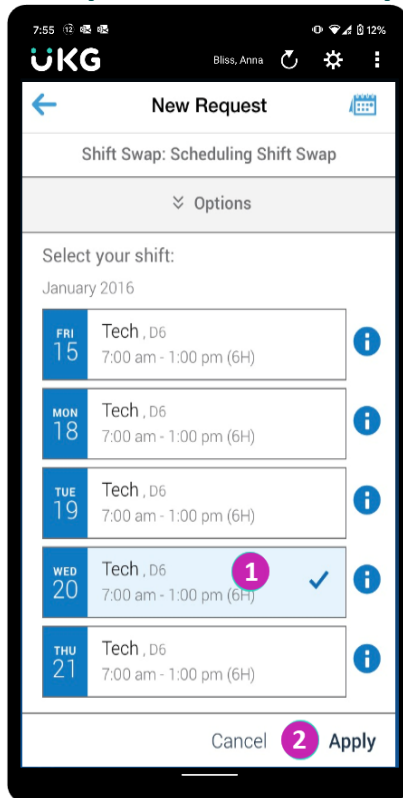 7:55 12 12%
UKG Bliss, Anna
New Request
Shift Swap: Scheduling Shift Swap
Options
Select your shift:
January 2016
FRI
15
Tech , D6
7:00 am - 1:00 pm (6H)
MON
18
Tech , D6
7:00 am - 1:00 pm (6H)
TUE
19
Tech , D6
7:00 am - 1:00 pm (6H)
WED
20
Tech , D6
1
7:00 am - 1:00 pm (6H)
THU
21
Tech , D6
7:00 am - 1:00 pm (6H)
Cancel 2 Apply